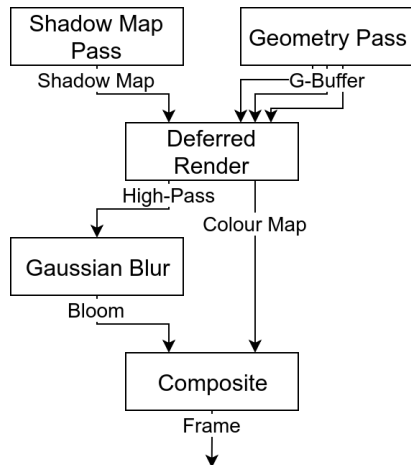 Shadow Map
Pass
Geometry Pass
Shadow Map
G-Buffer
Deferred
Render
High-Pass
Colour Map
Gaussian Blur
Bloom
Composite
Frame